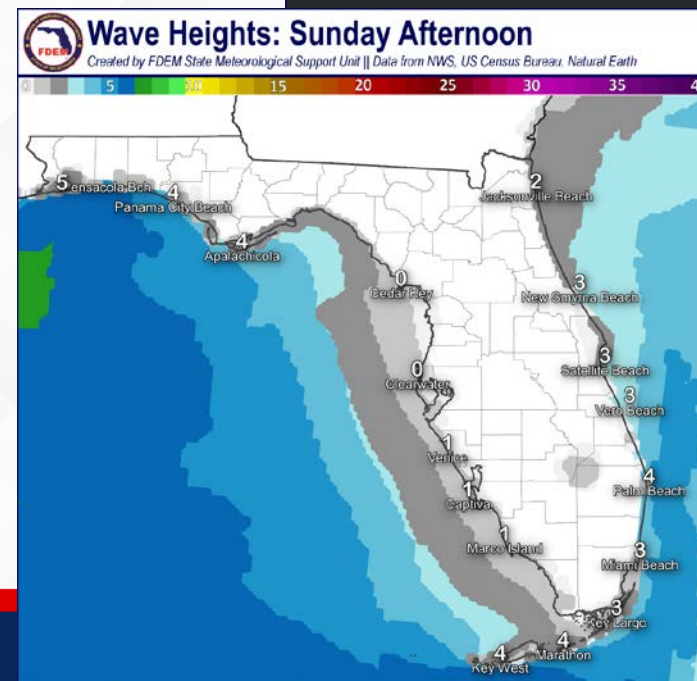 FDEM
Wave Heights: Sunday Afternoon
Created by FDEM State Meteorological Support Unit || Data from NWS, US Census Bureau, Natural Earth
0 5 10 15 20 25 30 35
5
Pensacola Bch
4
Panama City Beach
4
Apalachicola
2
Jacksonville Beach
0
Cedar Key
3
New Smyrna Beach
0
Clearwater
3
Satellite Beach
3
Vero Beach
1
Venice
1
Captiva
4
Palm Beach
1
Marco Island
3
Miami Beach
3
Key Largo
4
Marathon
4
Key West